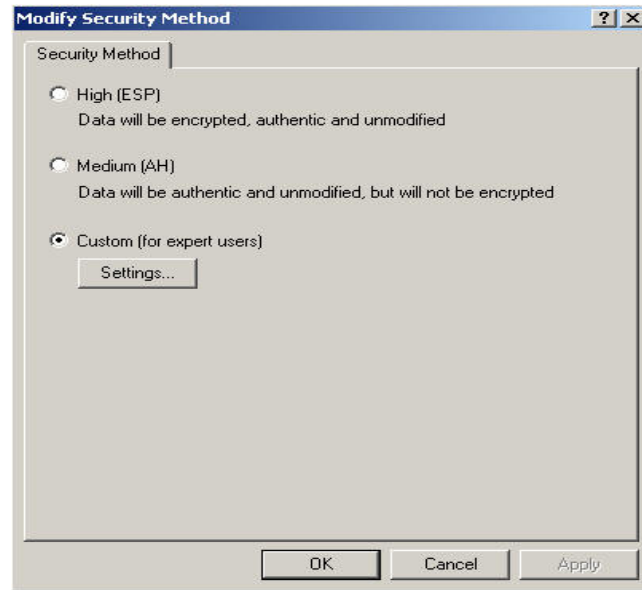 Modify Security Method
Security Method
High (ESP)
Data will be encrypted, authentic and unmodified
Medium (AH)
Data will be authentic and unmodified, but will not be encrypted
Custom (for expert users)
Settings...
OK Cancel Apply